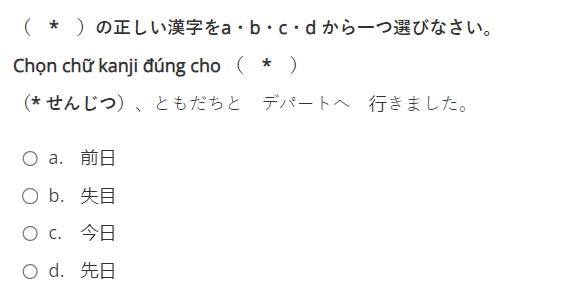 （ * ）の正しい漢字をa・b・c・d から一つ選びなさい。
Chọn chữ kanji đúng cho （ * ）
（* せんじつ）、ともだちと　デパートへ　行きました。
a. 前日
b. 失目
c. 今日
d. 先日